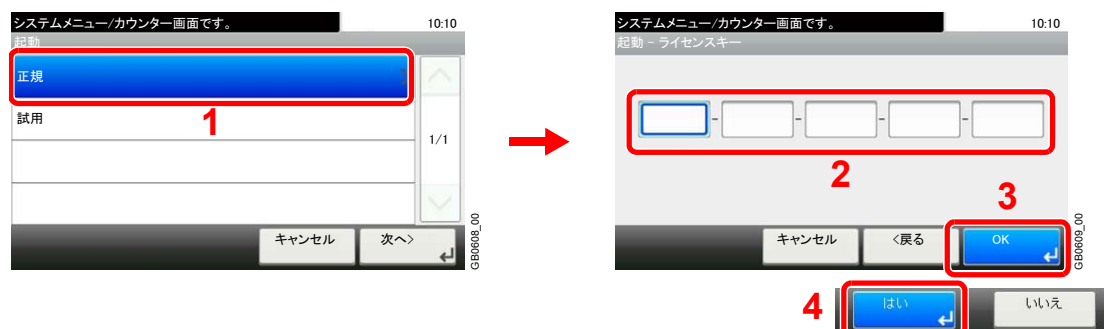 システムメニュー/カウンター画面です。 10:10
起動
正規
試用
1
1/1
キャンセル 次へ>
GB0608_00
システムメニュー/カウンター画面です。 10:10
起動 - ライセンスキー
- - - -
2
3
キャンセル <戻る OK
GB0609_00
4 はい いいえ